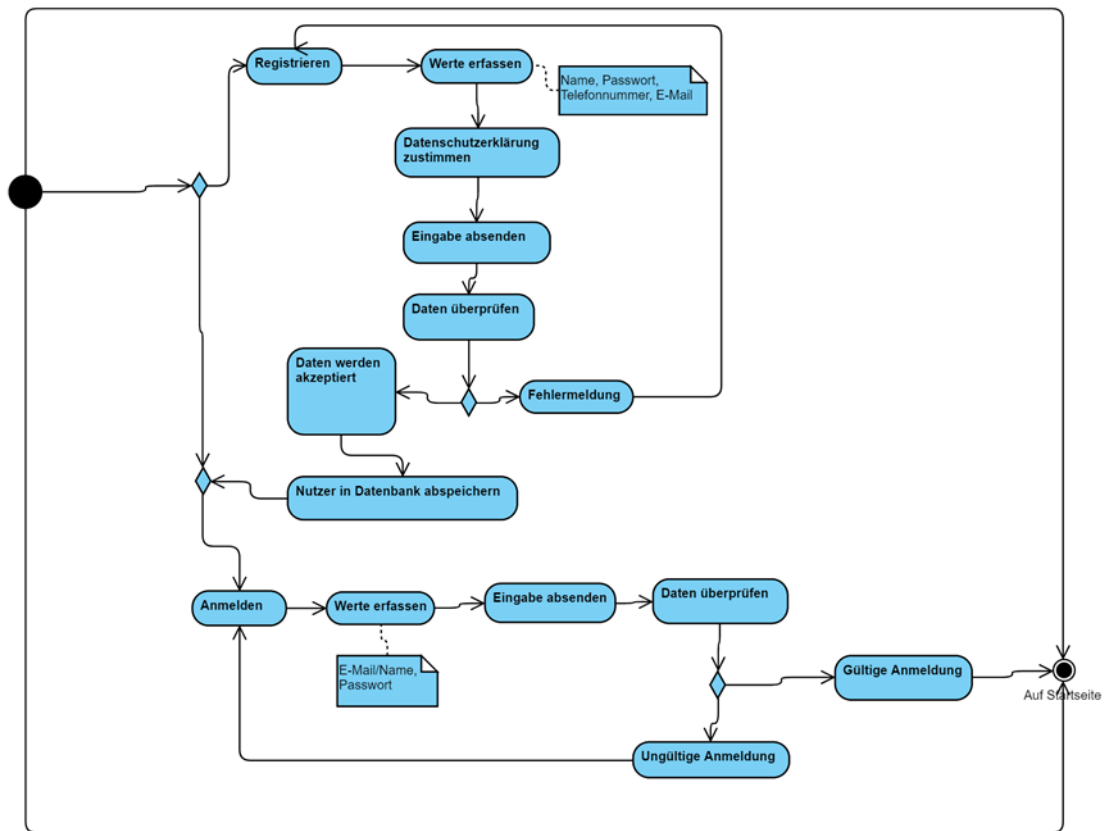 Registrieren
Werte erfassen
Name, Passwort,
Telefonnummer, E-Mail
Datenschutzerklärung
zustimmen
Eingabe absenden
Daten überprüfen
Daten werden
akzeptiert
Fehlermeldung
Nutzer in Datenbank abspeichern
Anmelden
Werte erfassen
Eingabe absenden
Daten überprüfen
E-Mail/Name,
Passwort
Gültige Anmeldung
Auf Startseite
Ungültige Anmeldung